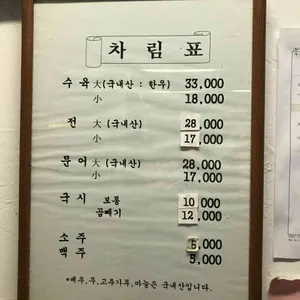 차림표
수육 大(국내산 : 한우) 33,000
小 18,000
전 大(국내산) 28,000
小 17,000
문어 大(국내산) 28,000
小 17,000
국시 보통 10,000
곱빼기 12,000
소주 5,000
맥주 5,000
*배추,무,고추가루,마늘은 국내산입니다.